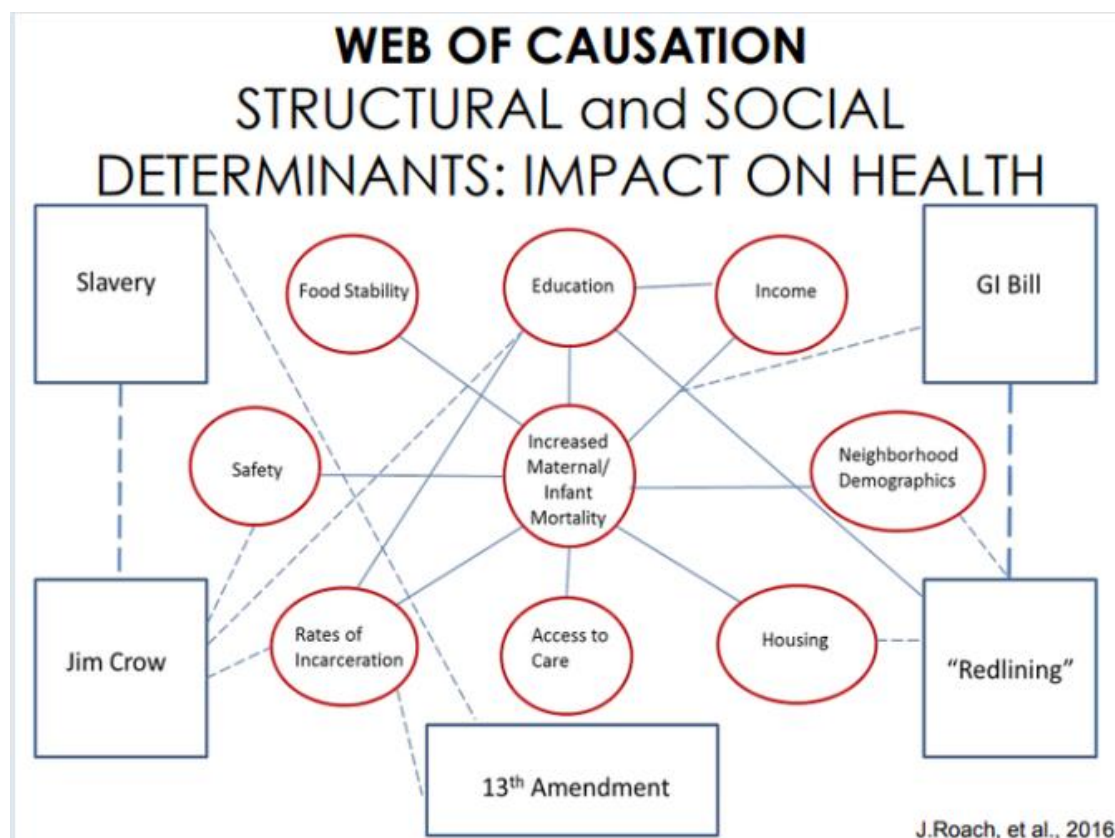 WEB OF CAUSATION
STRUCTURAL and SOCIAL
DETERMINANTS: IMPACT ON HEALTH
Slavery
Food Stability
Education
Income
GI Bill
Safety
Increased
Maternal/
Infant
Mortality
Neighborhood
Demographics
Jim Crow
Rates of
Incarceration
Access to
Care
Housing
“Redlining”
13th Amendment
J.Roach, et al., 2016